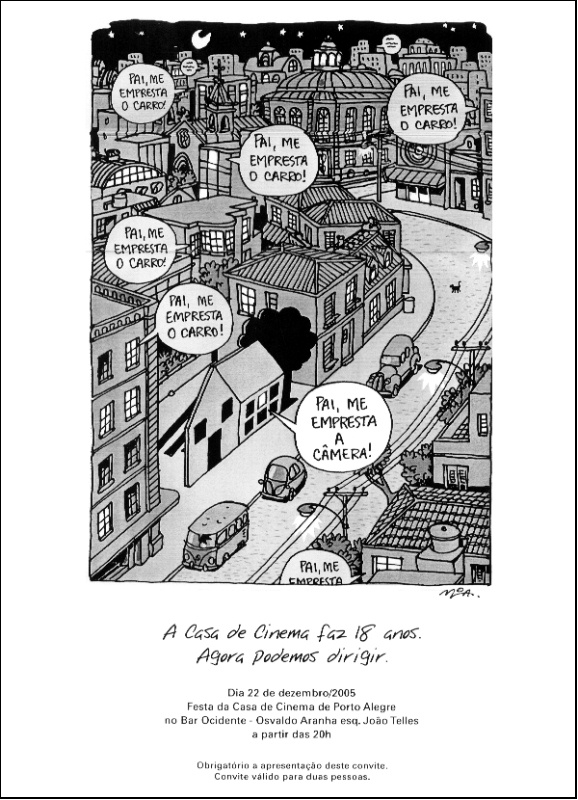 PAI, ME
EMPRESTA
O CARRO!
PAI, ME
EMPRESTA
O CARRO!
PAI, ME
EMPRESTA
O CARRO!
PAI, ME
EMPRESTA
O CARRO!
PAI, ME
EMPRESTA
O CARRO!
PAI, ME
EMPRESTA
A
CÂMERA!
PAI, ME
EMPRESTA
A Casa de Cinema faz 18 anos.
Agora podemos dirigir.
Dia 22 de dezembro/2005
Festa da Casa de Cinema de Porto Alegre
no Bar Ocidente - Osvaldo Aranha esq. João Telles
a partir das 20h
Obrigatório a apresentação deste convite.
Convite válido para duas pessoas.